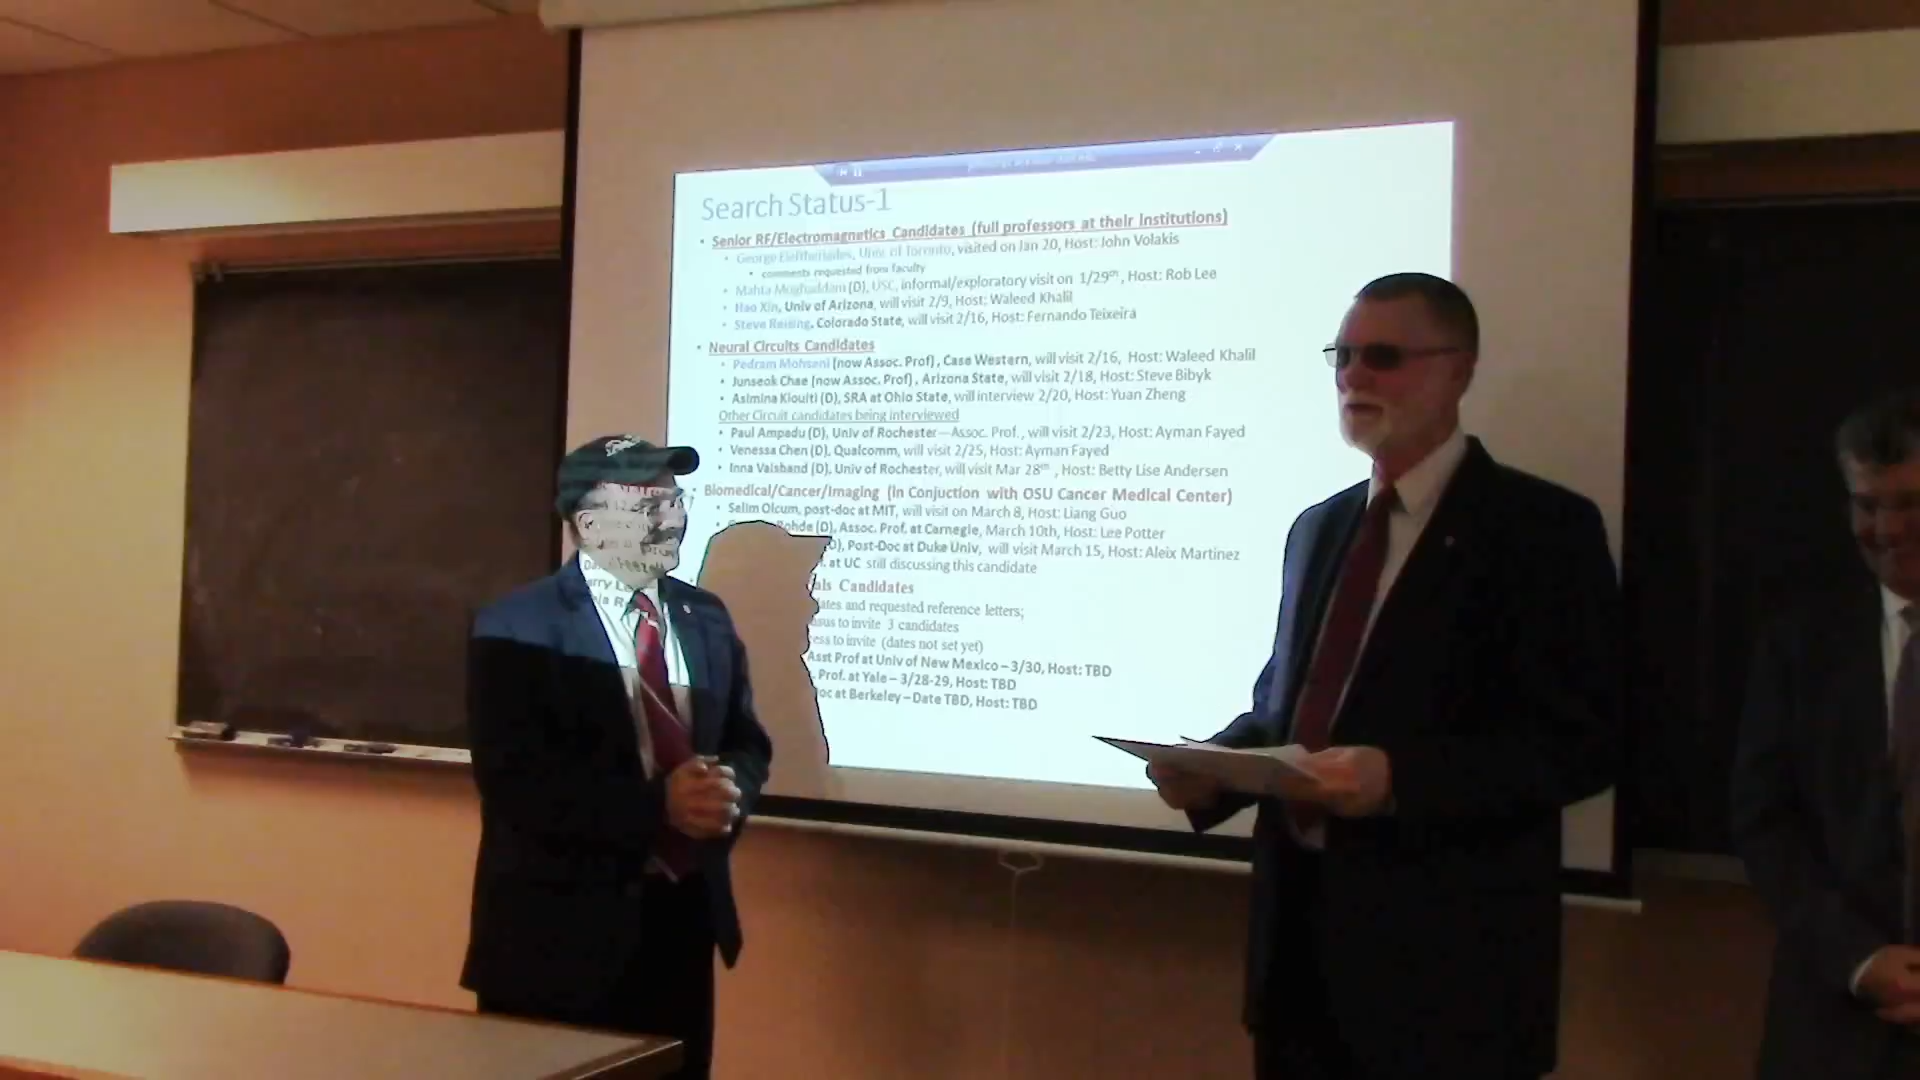 Search Status-1
• Senior RF/Electromagnetics Candidates (full professors at their Institutions)
• George Eleftheriades, Univ of Toronto, visited on Jan 20, Host: John Volakis
• comments requested from faculty
• Mahta Moghaddam (D), USC, informal/exploratory visit on 1/29th, Host: Rob Lee
• Hao Xin, Univ of Arizona, will visit 2/9, Host: Waleed Khalil
• Steve Reising, Colorado State, will visit 2/16, Host: Fernando Teixeira
• Neural Circuits Candidates
• Pedram Mohseni (now Assoc. Prof), Case Western, will visit 2/16, Host: Waleed Khalil
• Junseok Chae (now Assoc. Prof), Arizona State, will visit 2/18, Host: Steve Bibyk
• Asimina Kiourti (D), SRA at Ohio State, will interview 2/20, Host: Yuan Zheng
Other Circuit candidates being interviewed
• Paul Ampadu (D), Univ of Rochester—Assoc. Prof., will visit 2/23, Host: Ayman Fayed
• Venessa Chen (D), Qualcomm, will visit 2/25, Host: Ayman Fayed
• Inna Vaisband (D), Univ of Rochester, will visit Mar 28th, Host: Betty Lise Andersen
Biomedical/Cancer/Imaging (in Conjuction with OSU Cancer Medical Center)
• Selim Olcum, post-doc at MIT, will visit on March 8, Host: Liang Guo
Rohde (D), Assoc. Prof. at Carnegie, March 10th, Host: Lee Potter
D), Post-Doc at Duke Univ, will visit March 15, Host: Aleix Martinez
at UC still discussing this candidate
als Candidates
dates and requested reference letters;
to invite 3 candidates
to invite (dates not set yet)
Asst Prof at Univ of New Mexico – 3/30, Host: TBD
Prof. at Yale – 3/28-29, Host: TBD
at Berkeley – Date TBD, Host: TBD